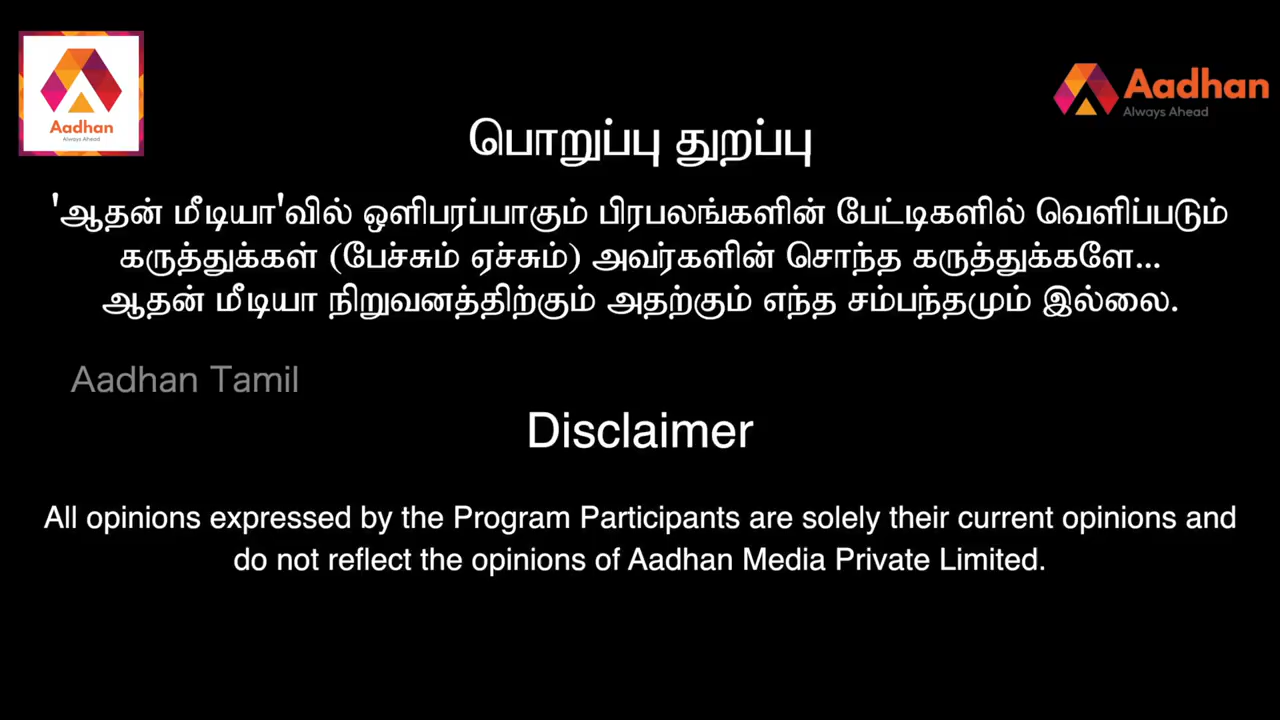 Aadhan
Always Ahead
Aadhan
Always Ahead
பொறுப்பு துறப்பு
'ஆதன் மீடியா'வில் ஒளிபரப்பாகும் பிரபலங்களின் பேட்டிகளில் வெளிப்படும்
கருத்துக்கள் (பேச்சும் ஏச்சும்) அவர்களின் சொந்த கருத்துக்களே...
ஆதன் மீடியா நிறுவனத்திற்கும் அதற்கும் எந்த சம்பந்தமும் இல்லை.
Aadhan Tamil
Disclaimer
All opinions expressed by the Program Participants are solely their current opinions and
do not reflect the opinions of Aadhan Media Private Limited.